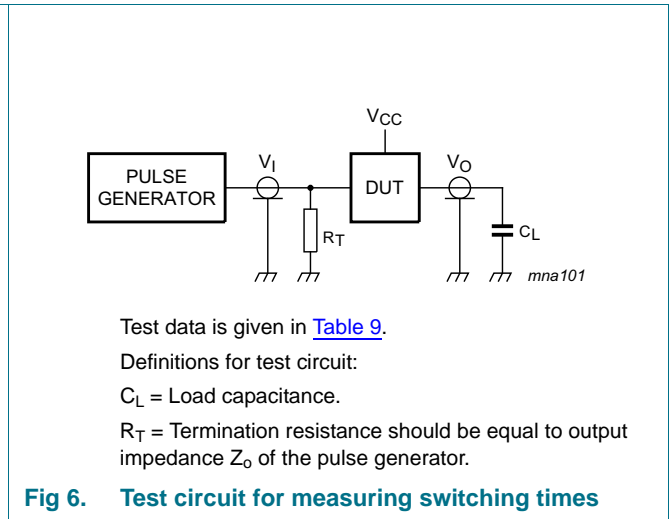 VCC
PULSE
GENERATOR
VI
DUT
VO
RT
CL
mna101
Test data is given in Table 9.
Definitions for test circuit:
CL = Load capacitance.
RT = Termination resistance should be equal to output
impedance Zo of the pulse generator.
Fig 6. Test circuit for measuring switching times